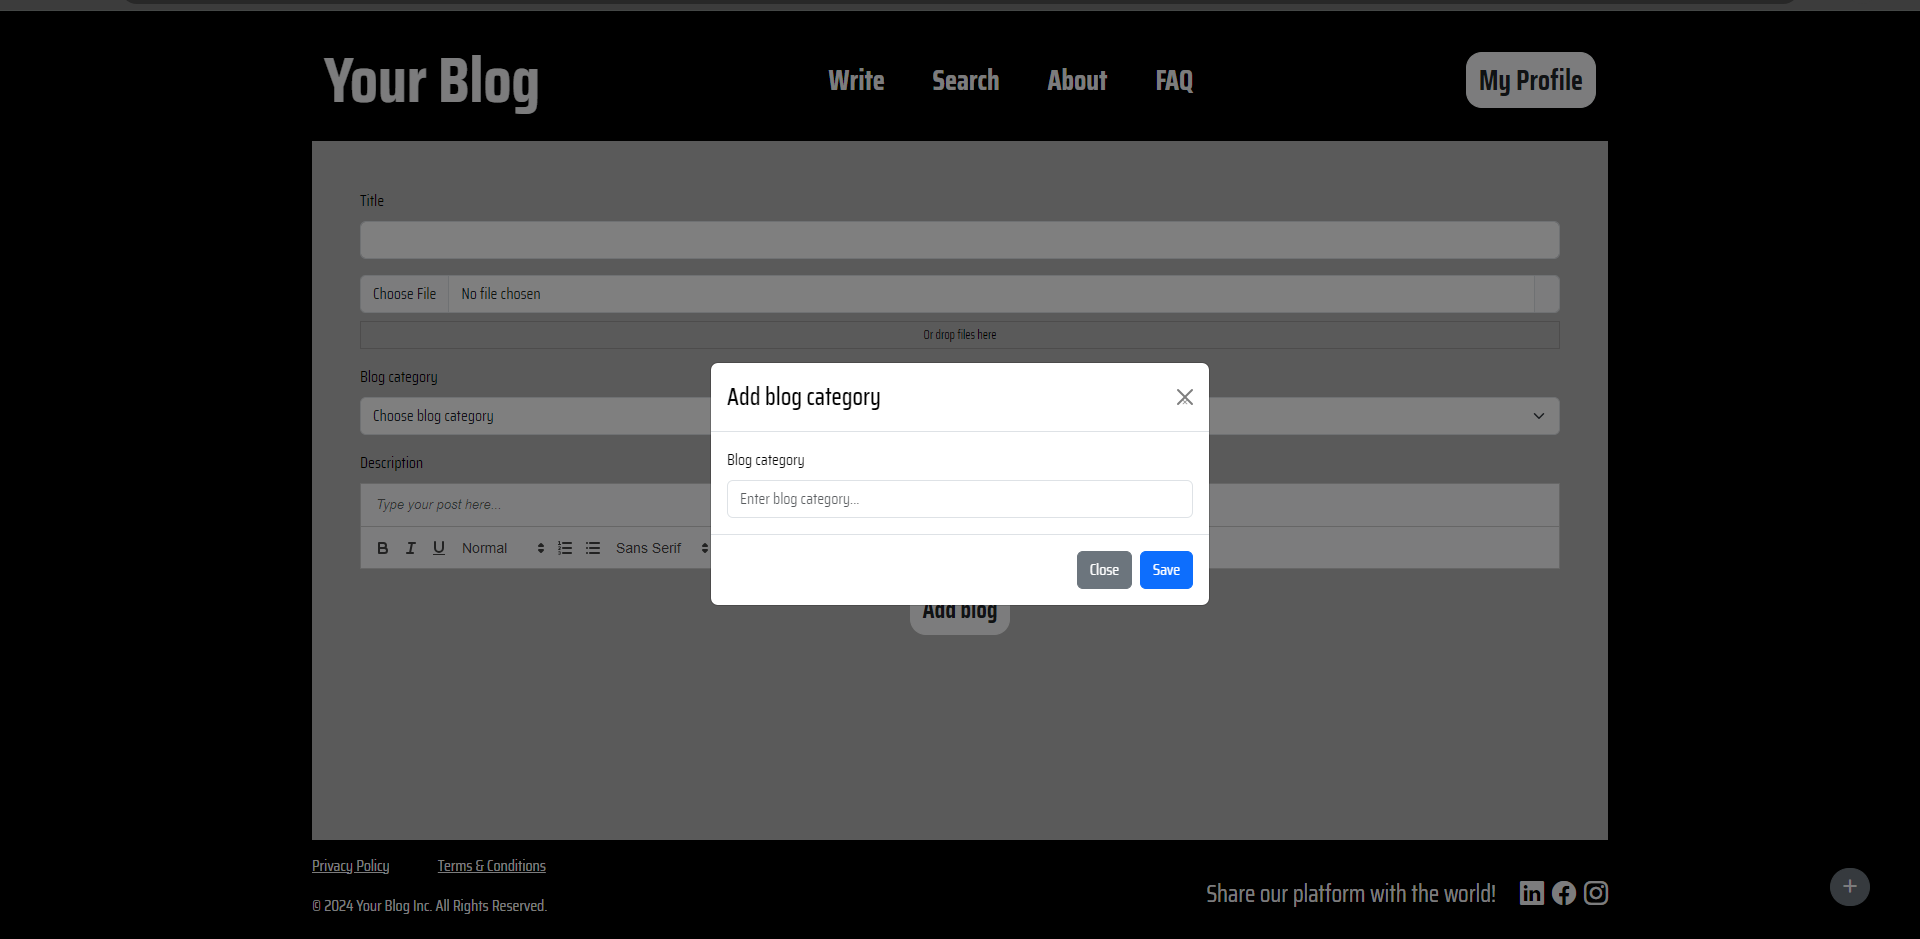 Your Blog
Write Search About FAQ
My Profile
Title
Choose File No file chosen
Or drop files here
Blog category
Choose blog category
Description
Type your post here...
Normal Sans Serif
Add blog category
Blog category
Enter blog category...
Close Save
Add blog
Privacy Policy Terms & Conditions
© 2024 Your Blog Inc. All Rights Reserved.
Share our platform with the world!